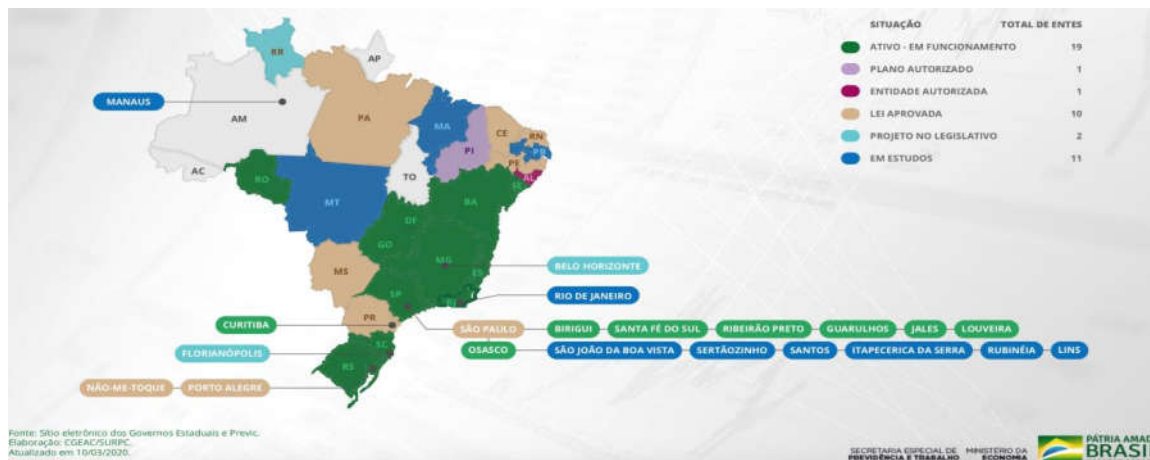 SITUAÇÃO TOTAL DE ENTES
ATIVO - EM FUNCIONAMENTO 19
PLANO AUTORIZADO 1
ENTIDADE AUTORIZADA 1
LEI APROVADA 10
PROJETO NO LEGISLATIVO 2
EM ESTUDOS 11
RR
AP
MANAUS
AM
PA
MA
CE
RN
PB
PI
PE
AL
AC
TO
SE
RO
BA
MT
DF
GO
MG
ES
BELO HORIZONTE
MS
SP
RJ
RIO DE JANEIRO
PR
CURITIBA
SÃO PAULO BIRIGUI SANTA FÉ DO SUL RIBEIRÃO PRETO GUARULHOS JALES LOUVEIRA
SC
FLORIANÓPOLIS
OSASCO SÃO JOÃO DA BOA VISTA SERTÃOZINHO SANTOS ITAPECERICA DA SERRA RUBINÉIA LINS
RS
NÃO-ME-TOQUE PORTO ALEGRE
Fonte: Sítio eletrônico dos Governos Estaduais e Previc.
Elaboração: CGEAC/SURPC.
Atualizado em 10/03/2020.
SECRETARIA ESPECIAL DE PREVIDÊNCIA E TRABALHO
MINISTÉRIO DA ECONOMIA
PÁTRIA AMAD
BRASI